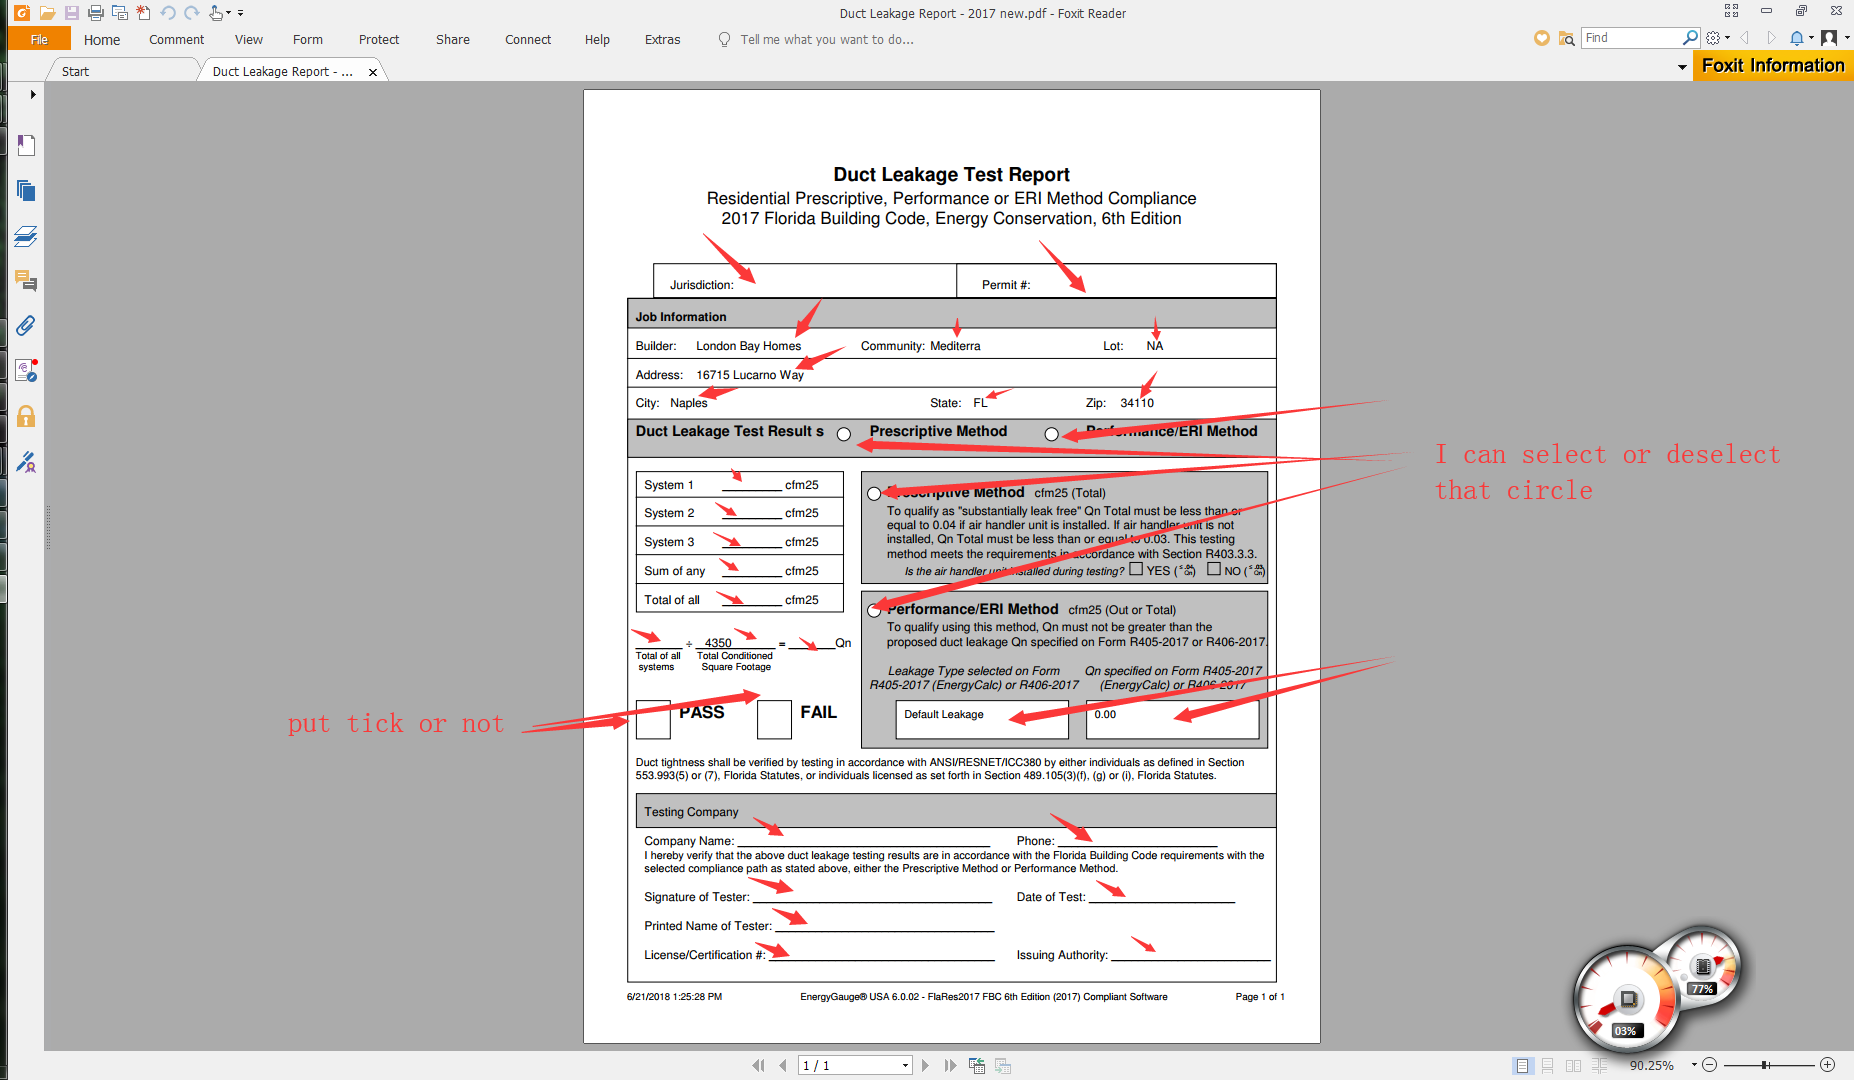 Duct Leakage Report - 2017 new.pdf - Foxit Reader
File Home Comment View Form Protect Share Connect Help Extras Tell me what you want to do... Find
Start Duct Leakage Report - ... Foxit Information
Duct Leakage Test Report
Residential Prescriptive, Performance or ERI Method Compliance
2017 Florida Building Code, Energy Conservation, 6th Edition
Jurisdiction: Permit #:
Job Information
Builder: London Bay Homes Community: Mediterra Lot: NA
Address: 16715 Lucarno Way
City: Naples State: FL Zip: 34110
Duct Leakage Test Result s Prescriptive Method Performance/ERI Method
I can select or deselect
that circle
System 1 cfm25
System 2 cfm25
System 3 cfm25
Sum of any cfm25
Total of all cfm25
÷ 4350 = Qn
Total of all Total Conditioned
systems Square Footage
PASS FAIL
put tick or not
Prescriptive Method cfm25 (Total)
To qualify as "substantially leak free" Qn Total must be less than or
equal to 0.04 if air handler unit is installed. If air handler unit is not
installed, Qn Total must be less than or equal to 0.03. This testing
method meets the requirements in accordance with Section R403.3.3.
Is the air handler unit installed during testing? YES (≤ .04 Qn) NO (≤ .03 Qn)
Performance/ERI Method cfm25 (Out or Total)
To qualify using this method, Qn must not be greater than the
proposed duct leakage Qn specified on Form R405-2017 or R406-2017.
Leakage Type selected on Form Qn specified on Form R405-2017
R405-2017 (EnergyCalc) or R406-2017 (EnergyCalc) or R406-2017
Default Leakage 0.00
Duct tightness shall be verified by testing in accordance with ANSI/RESNET/ICC380 by either individuals as defined in Section
553.993(5) or (7), Florida Statutes, or individuals licensed as set forth in Section 489.105(3)(f), (g) or (i), Florida Statutes.
Testing Company
Company Name: Phone:
I hereby verify that the above duct leakage testing results are in accordance with the Florida Building Code requirements with the
selected compliance path as stated above, either the Prescriptive Method or Performance Method.
Signature of Tester: Date of Test:
Printed Name of Tester:
License/Certification #: Issuing Authority:
6/21/2018 1:25:28 PM EnergyGauge® USA 6.0.02 - FlaRes2017 FBC 6th Edition (2017) Compliant Software Page 1 of 1
77%
03%
1 / 1 90.25%